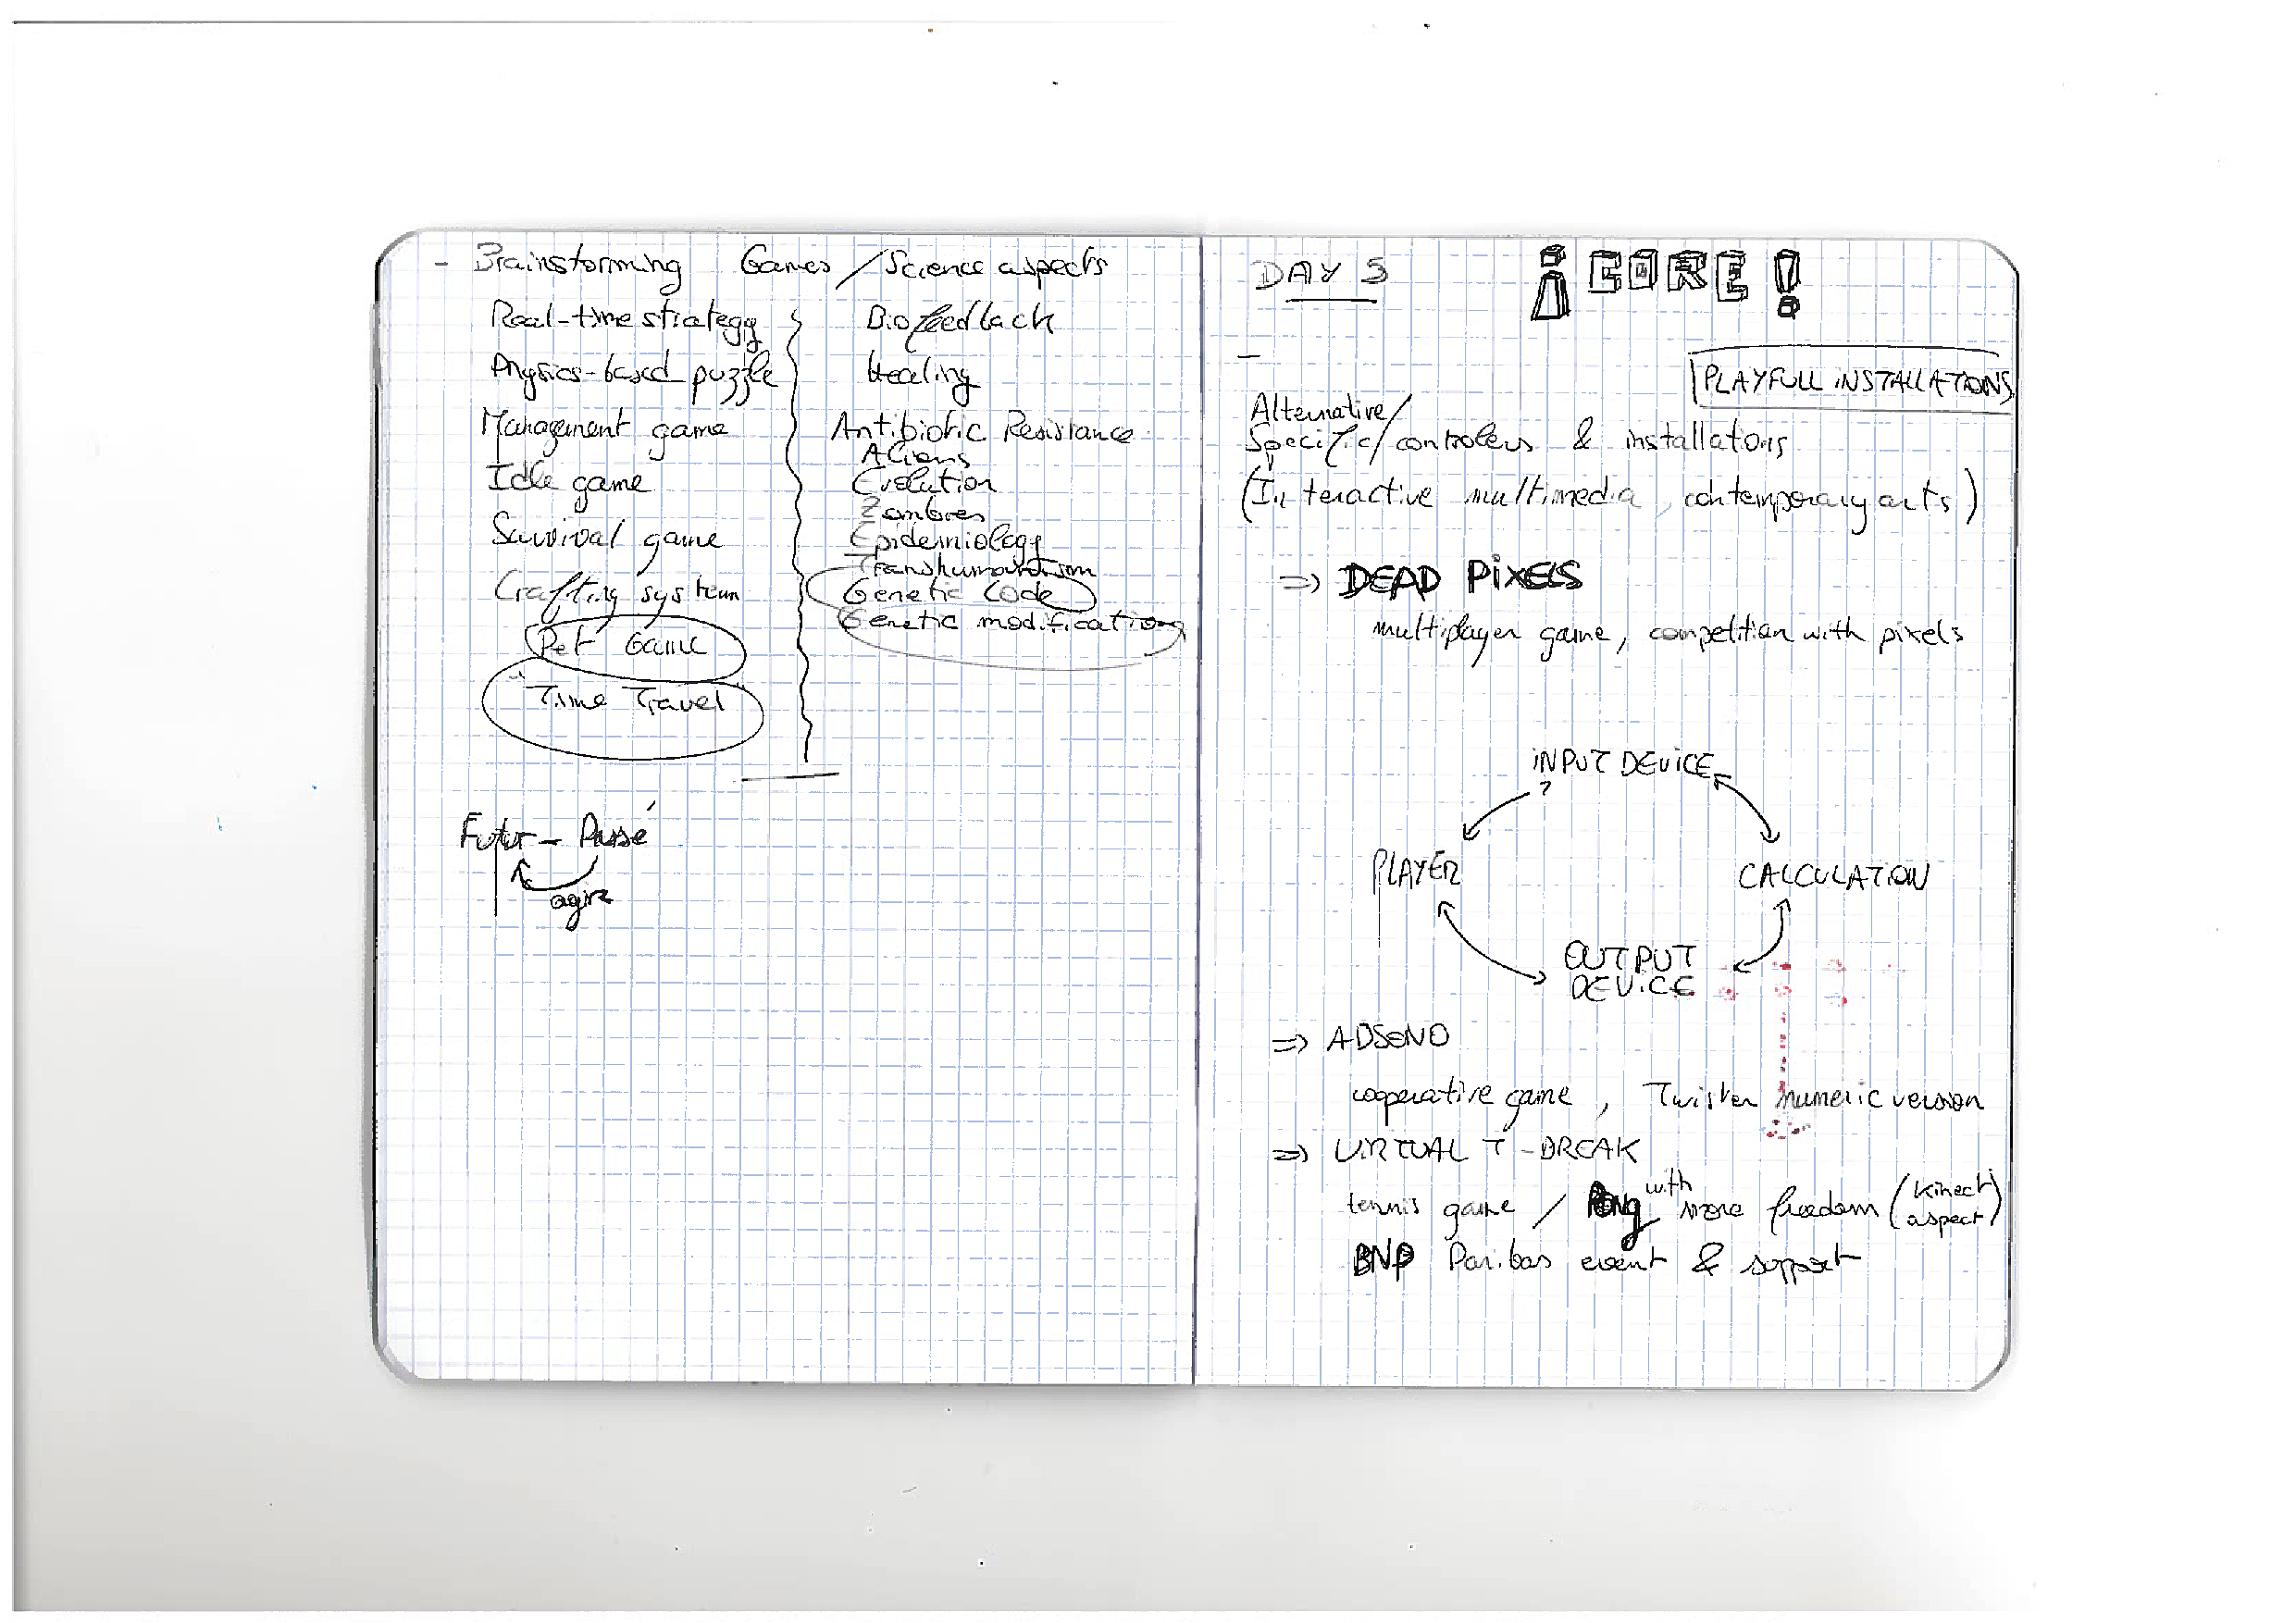 - Brainstorming Games / Science aspects
Real-time strategy
Physics-based puzzle
Management game
Idle game
Survival game
Crafting system
Pet Game
"Time Travel"
Biofeedback
Healing
Antibiotic Resistance
Aliens
Evolution
Zombies
Epidemiology
Transhumanism
Genetic Code
Genetic modifications
Futur - Passé
agir
DAY 5
¡CORE!
PLAYFULL INSTALLATIONS
Alternative/
Specific/controlers & installations
(Interactive multimedia, contemporary arts)
=> DEAD PIXELS
multiplayer game, competition with pixels
INPUT DEVICE
?
PLAYER
CALCULATION
OUTPUT
DEVICE
=> ADSONO
cooperative game, Twister numeric version
=> VIRTUAL T-BREAK
tennis game / Pong with more freedom (kinect aspect)
BNP Paribas event & support